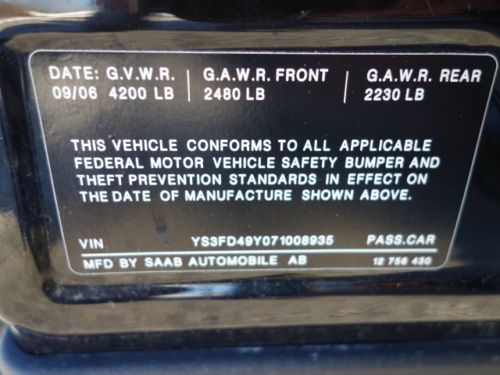 DATE: G.V.W.R. G.A.W.R. FRONT G.A.W.R. REAR
09/06 4200 LB 2480 LB 2230 LB
THIS VEHICLE CONFORMS TO ALL APPLICABLE
FEDERAL MOTOR VEHICLE SAFETY BUMPER AND
THEFT PREVENTION STANDARDS IN EFFECT ON
THE DATE OF MANUFACTURE SHOWN ABOVE.
VIN YS3FD49Y071008935 PASS.CAR
MFD BY SAAB AUTOMOBILE AB 12 756 430